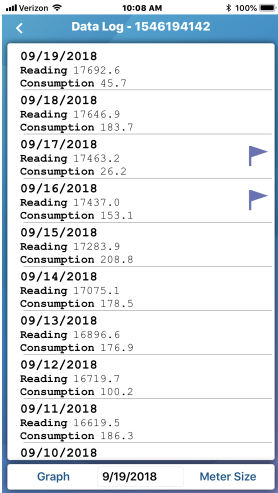 Verizon 10:08 AM 100%
Data Log - 1546194142
09/19/2018
Reading 17692.6
Consumption 45.7
09/18/2018
Reading 17646.9
Consumption 183.7
09/17/2018
Reading 17463.2
Consumption 26.2
09/16/2018
Reading 17437.0
Consumption 153.1
09/15/2018
Reading 17283.9
Consumption 208.8
09/14/2018
Reading 17075.1
Consumption 178.5
09/13/2018
Reading 16896.6
Consumption 176.9
09/12/2018
Reading 16719.7
Consumption 100.2
09/11/2018
Reading 16619.5
Consumption 186.3
09/10/2018
Graph 9/19/2018 Meter Size